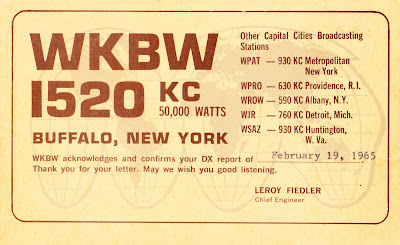 WKBW
1520 KC
50,000 WATTS
BUFFALO, NEW YORK
Other Capital Cities Broadcasting
Stations
WPAT — 930 KC Metropolitan
New York
WPRO — 630 KC Providence, R. I.
WROW — 590 KC Albany, N. Y.
WJR — 760 KC Detroit, Mich.
WSAZ — 930 KC Huntington,
W. Va.
WKBW acknowledges and confirms your DX report of February 19, 1965
Thank you for your letter. May we wish you good listening.
LEROY FIEDLER
Chief Engineer